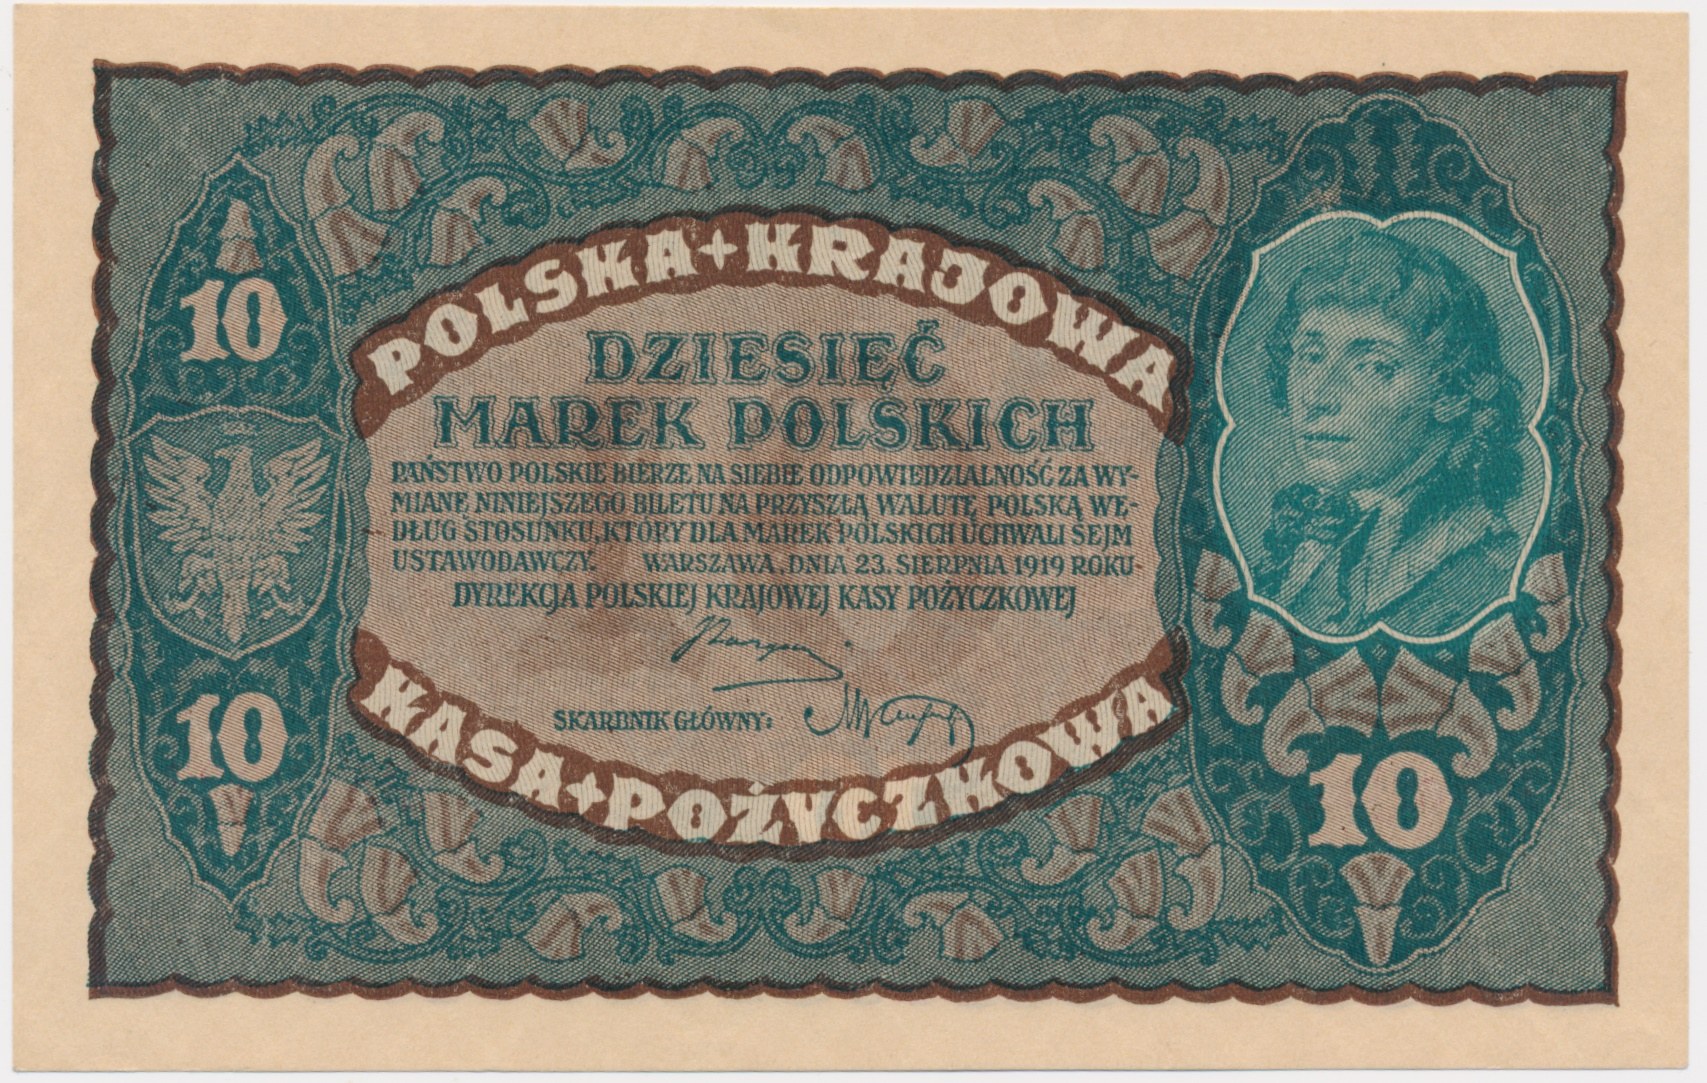 POLSKA+KRAJOWA
10
DZIESIĘĆ
MAREK POLSKICH
PAŃSTWO POLSKIE BIERZE NA SIEBIE ODPOWIEDZIALNOŚĆ ZA WY-
MIANĘ NINIEJSZEGO BILETU NA PRZYSZŁĄ WALUTĘ POLSKĄ WE-
DŁUG STOSUNKU, KTÓRY DLA MAREK POLSKICH UCHWALI SEJM
USTAWODAWCZY. WARSZAWA, DNIA 23. SIERPNIA 1919 ROKU-
DYREKCJA POLSKIEJ KRAJOWEJ KASY POŻYCZKOWEJ
SKARBNIK GŁÓWNY:
10
10
KASA+POŻYCZKOWA